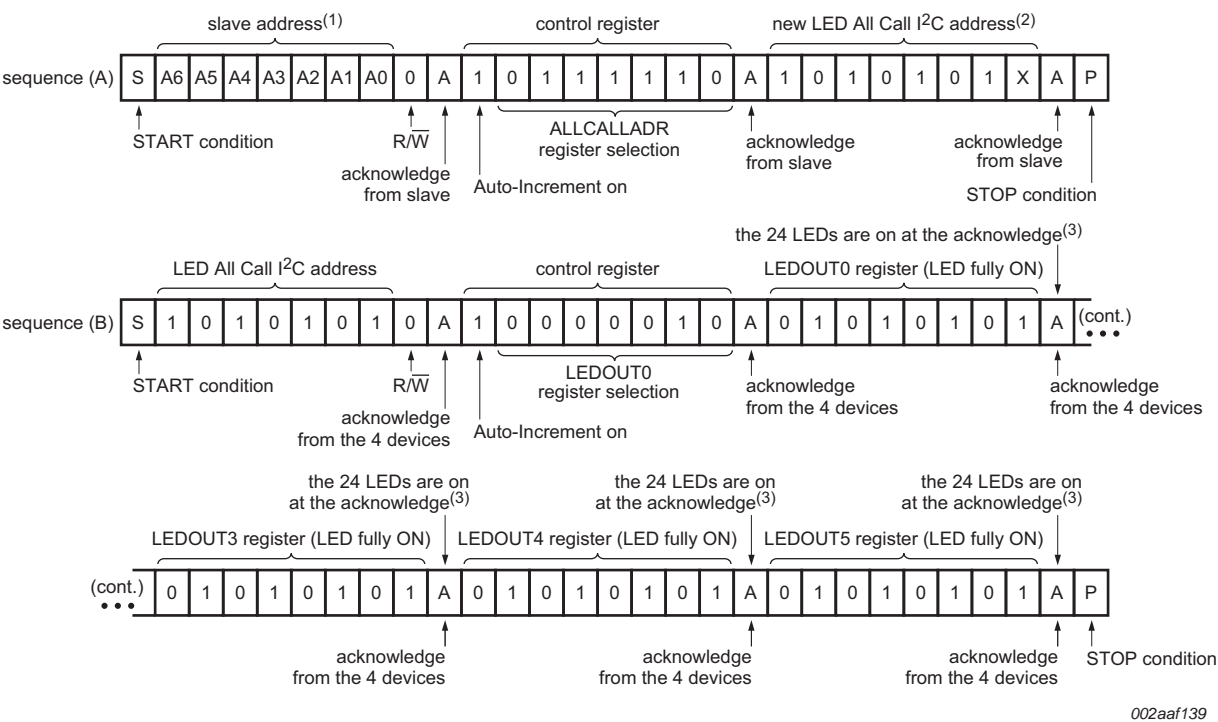 slave address(1) control register new LED All Call I2C address(2)
sequence (A) S A6 A5 A4 A3 A2 A1 A0 0 A 1 0 1 1 1 1 1 0 A 1 0 1 0 1 0 1 X A P
START condition R/W ALLCALLADR register selection acknowledge from slave acknowledge from slave
acknowledge from slave Auto-Increment on STOP condition
the 24 LEDs are on at the acknowledge(3)
LED All Call I2C address control register LEDOUT0 register (LED fully ON)
sequence (B) S 1 0 1 0 1 0 1 0 A 1 0 0 0 0 0 1 0 A 0 1 0 1 0 1 0 1 A (cont.)
START condition R/W LEDOUT0 register selection acknowledge from the 4 devices acknowledge from the 4 devices
acknowledge from the 4 devices Auto-Increment on
the 24 LEDs are on at the acknowledge(3) the 24 LEDs are on at the acknowledge(3) the 24 LEDs are on at the acknowledge(3)
LEDOUT3 register (LED fully ON) LEDOUT4 register (LED fully ON) LEDOUT5 register (LED fully ON)
(cont.) 0 1 0 1 0 1 0 1 A 0 1 0 1 0 1 0 1 A 0 1 0 1 0 1 0 1 A P
acknowledge from the 4 devices acknowledge from the 4 devices acknowledge from the 4 devices STOP condition
002aaf139